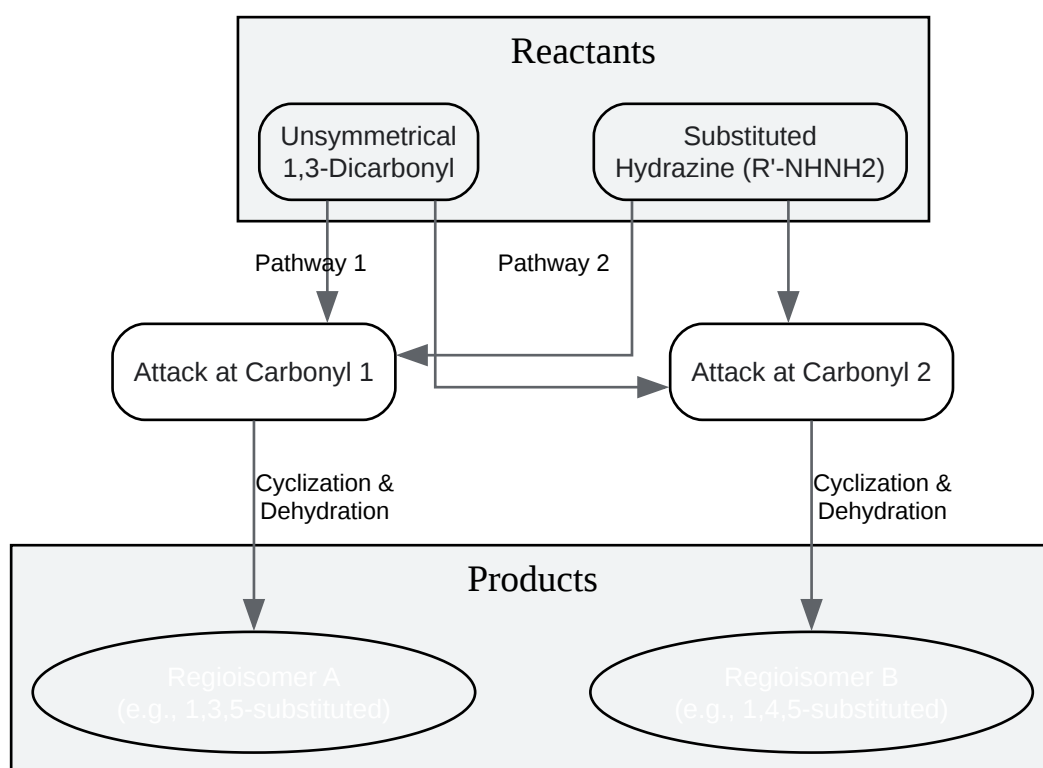 Reactants
Unsymmetrical
1,3-Dicarbonyl
Substituted
Hydrazine (R'-NHNH2)
Pathway 1
Pathway 2
Attack at Carbonyl 1
Attack at Carbonyl 2
Cyclization &
Dehydration
Cyclization &
Dehydration
Products
Regioisomer A
(e.g., 1,3,5-substituted)
Regioisomer B
(e.g., 1,4,5-substituted)